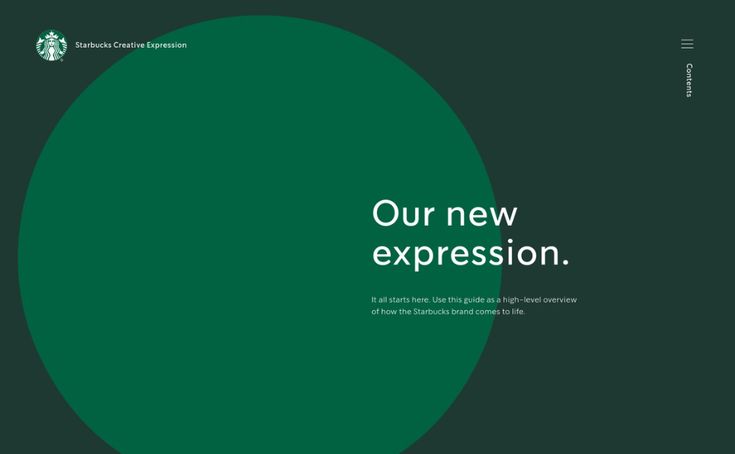 Starbucks Creative Expression
Contents
Our new
expression.
It all starts here. Use this guide as a high-level overview
of how the Starbucks brand comes to life.